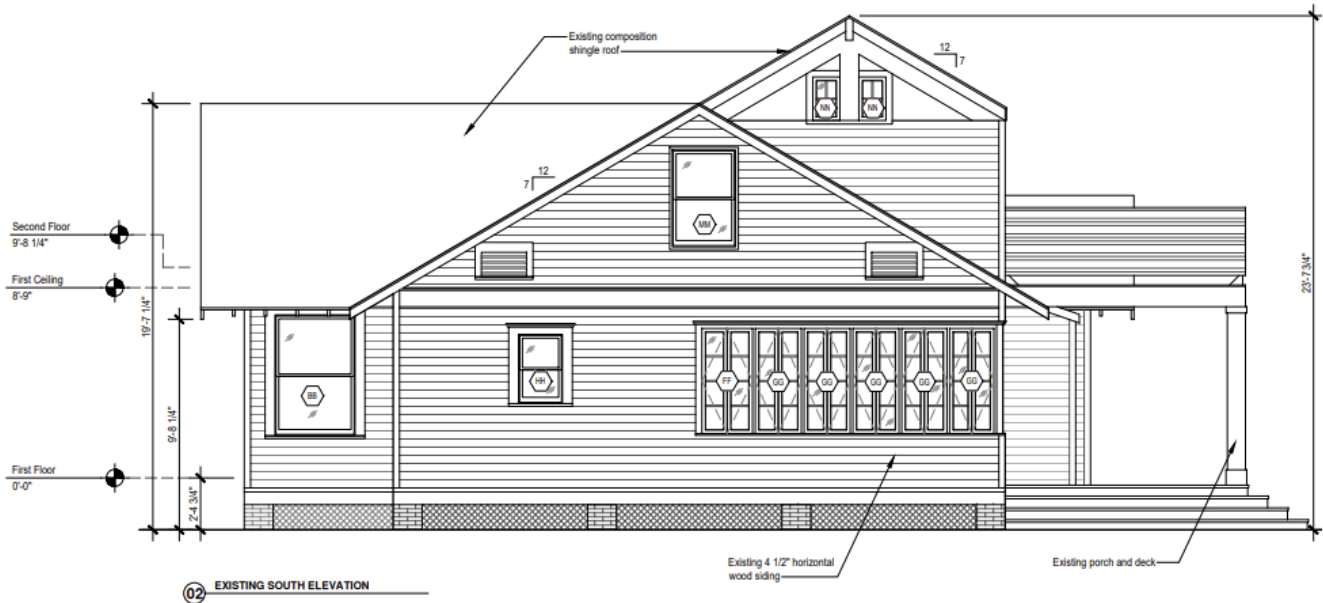 Existing composition
shingle roof
12
7
NN
NN
23'-7 3/4"
12
7
MM
Second Floor
9'-8 1/4"
First Ceiling
8'-9"
19'-7 1/4"
BB
HH
FF
GG
GG
GG
GG
GG
9'-8 1/4"
First Floor
0'-0"
2'-4 3/4"
Existing 4 1/2" horizontal
wood siding
Existing porch and deck
02
EXISTING SOUTH ELEVATION